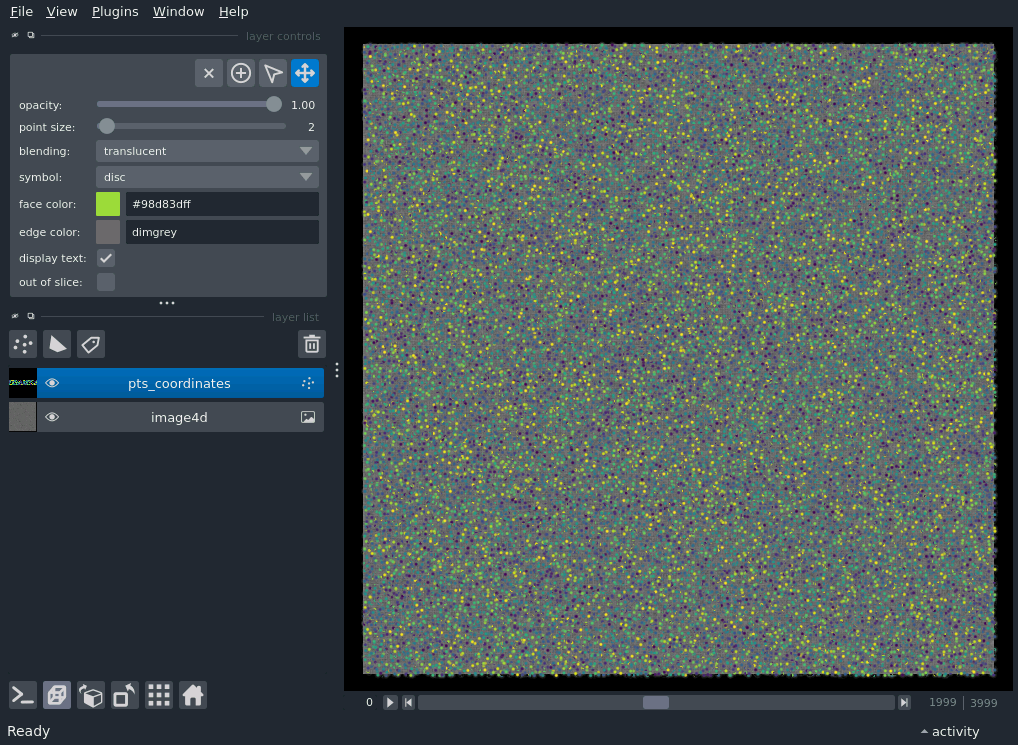 File View Plugins Window Help
layer controls
opacity: 1.00
point size: 2
blending: translucent
symbol: disc
face color: #98d83dff
edge color: dimgrey
display text:
out of slice:
layer list
pts_coordinates
image4d
0 1999 3999
Ready activity